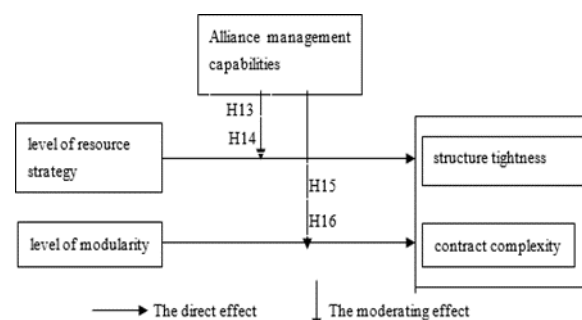 Alliance management
capabilities
H13
H14
level of resource
strategy
structure tightness
H15
H16
level of modularity
contract complexity
The direct effect
The moderating effect